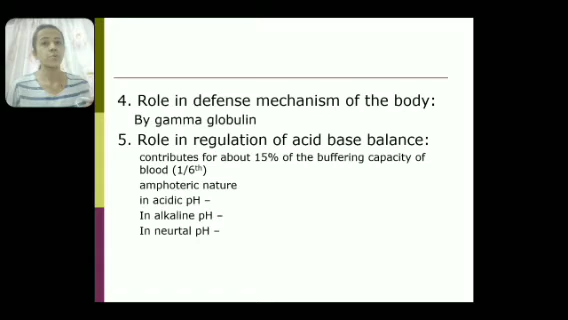 4. Role in defense mechanism of the body:
By gamma globulin
5. Role in regulation of acid base balance:
contributes for about 15% of the buffering capacity of
blood (1/6th)
amphoteric nature
in acidic pH –
In alkaline pH –
In neurtal pH –